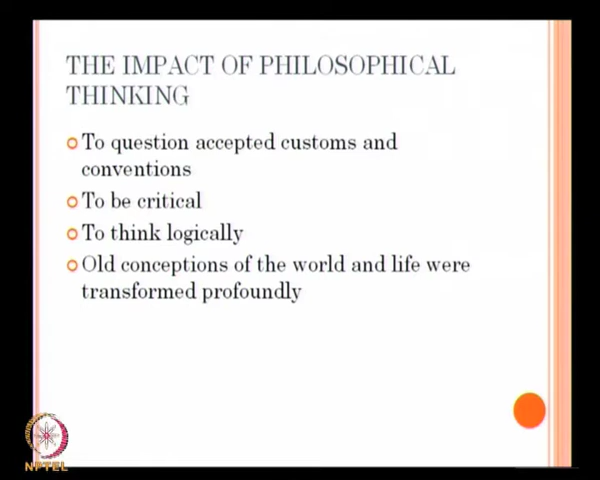 THE IMPACT OF PHILOSOPHICAL
THINKING
To question accepted customs and
conventions
To be critical
To think logically
Old conceptions of the world and life were
transformed profoundly
NPTEL